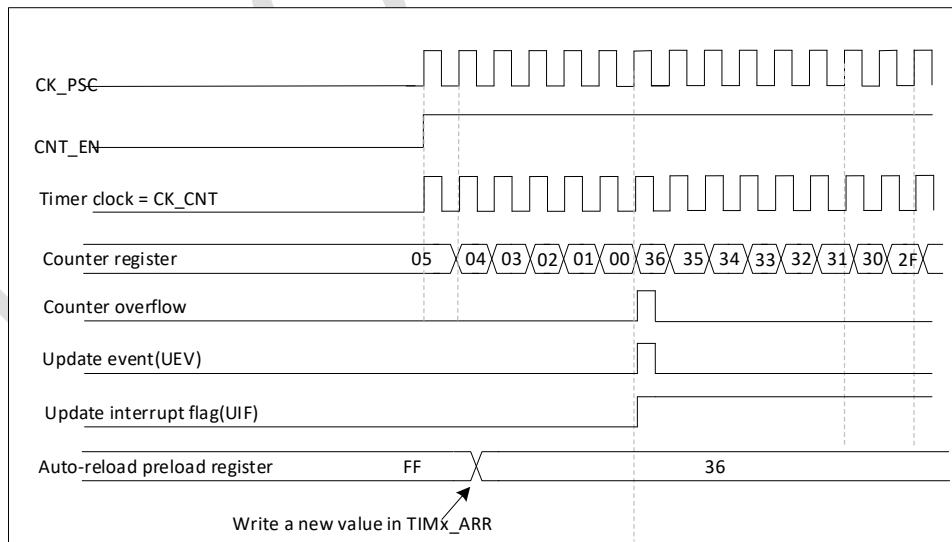 CK_PSC
CNT_EN
Timer clock = CK_CNT
Counter register 05 04 03 02 01 00 36 35 34 33 32 31 30 2F
Counter overflow
Update event(UEV)
Update interrupt flag(UIF)
Auto-reload preload register FF 36
Write a new value in TIMx_ARR